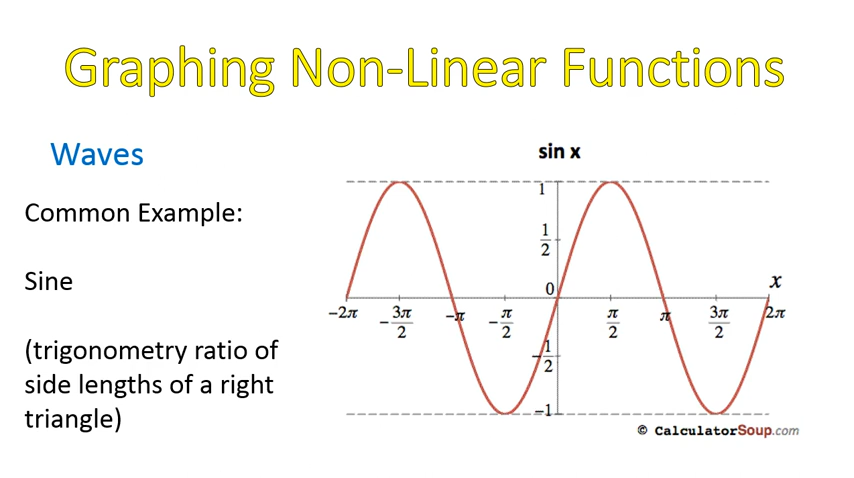 Graphing Non-Linear Functions
Waves
Common Example:
Sine
(trigonometry ratio of
side lengths of a right
triangle)
sin x
1
1/2
0
x
-2π
-3π/2
-π
-π/2
π/2
π
3π/2
2π
-1/2
-1
© CalculatorSoup.com